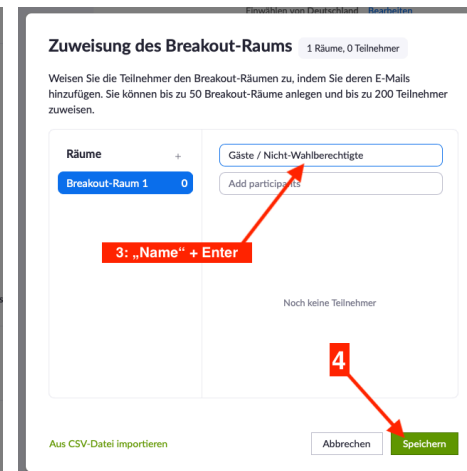 Einwählen von Deutschland Bearbeiten
Zuweisung des Breakout-Raums 1 Räume, 0 Teilnehmer
Weisen Sie die Teilnehmer den Breakout-Räumen zu, indem Sie deren E-Mails
hinzufügen. Sie können bis zu 50 Breakout-Räume anlegen und bis zu 200 Teilnehmer
zuweisen.
Räume +
Gäste / Nicht-Wahlberechtigte
Breakout-Raum 1 0
Add participants
3: „Name“ + Enter
Noch keine Teilnehmer
4
Aus CSV-Datei importieren
Abbrechen
Speichern